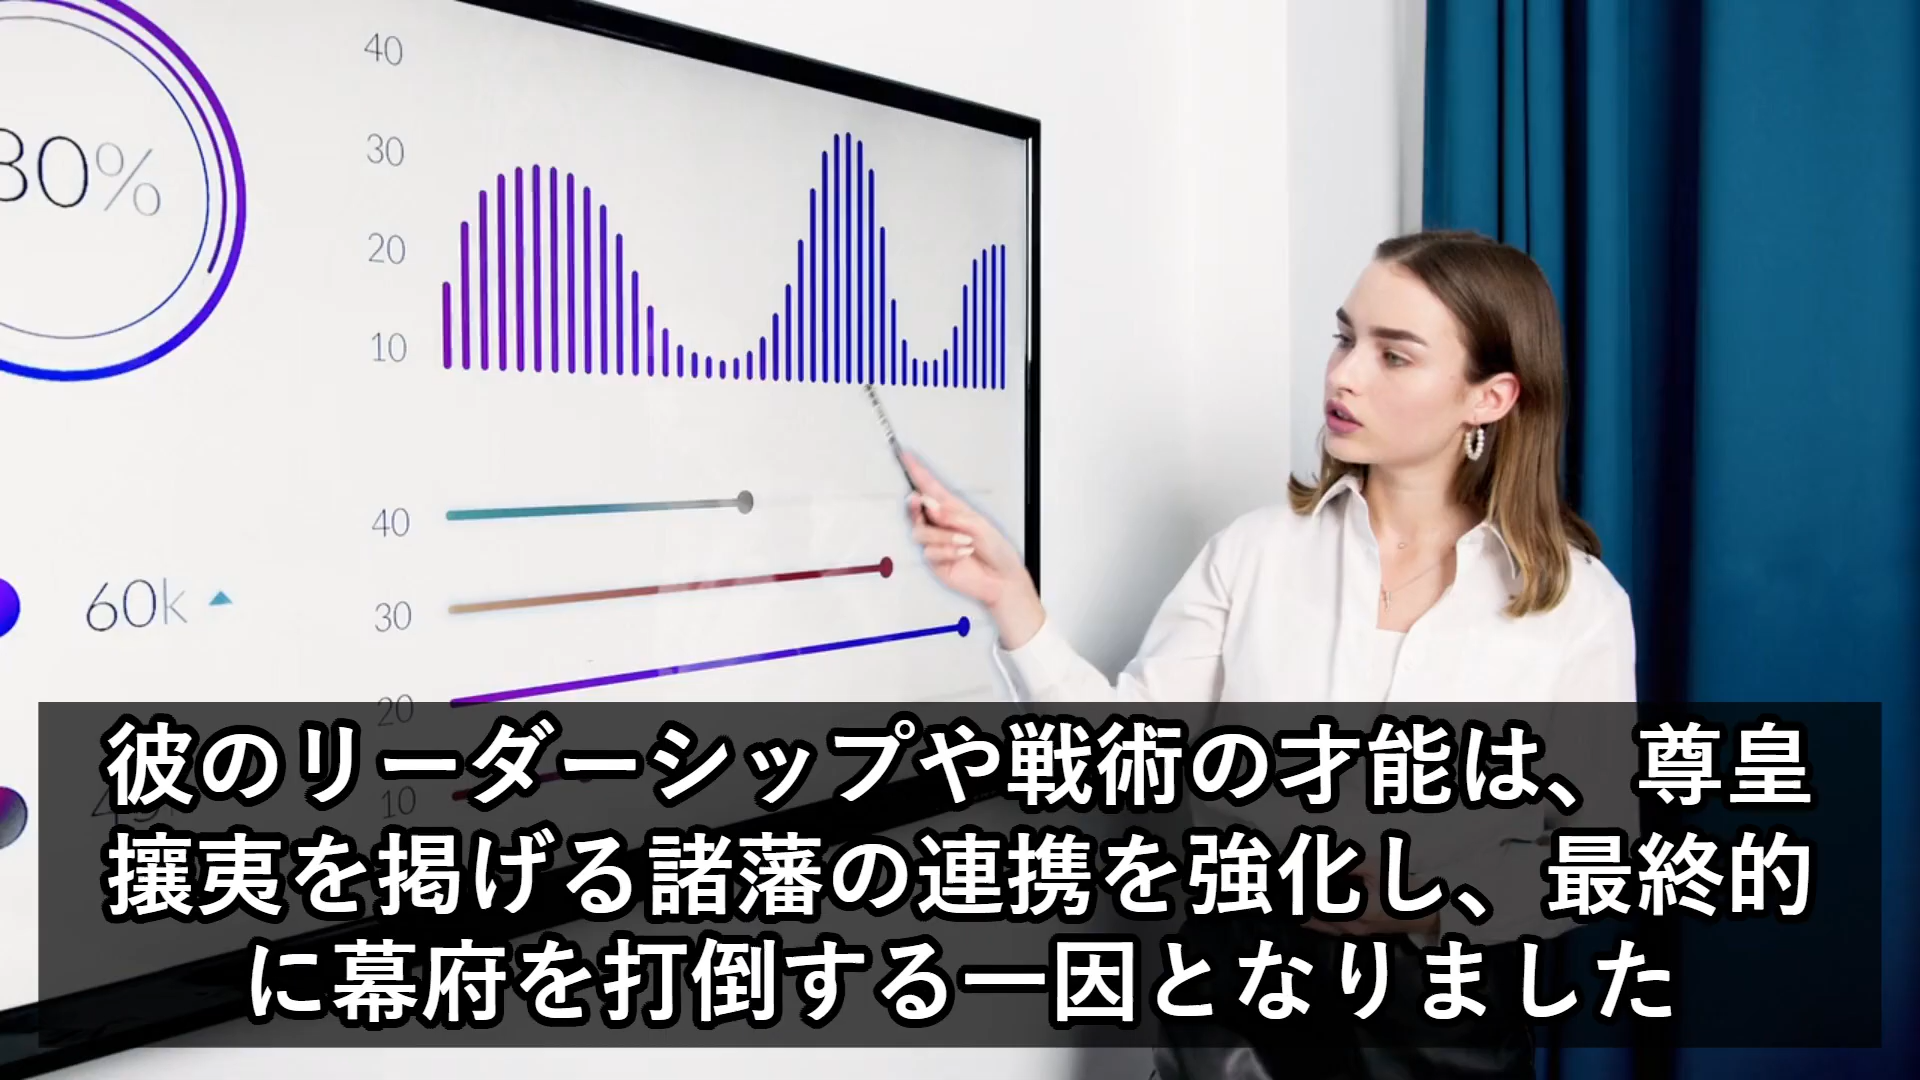 40
30
20
10
80%
40
30
20
10
60k
彼のリーダーシップや戦術の才能は、尊皇
攘夷を掲げる諸藩の連携を強化し、最終的
に幕府を打倒する一因となりました